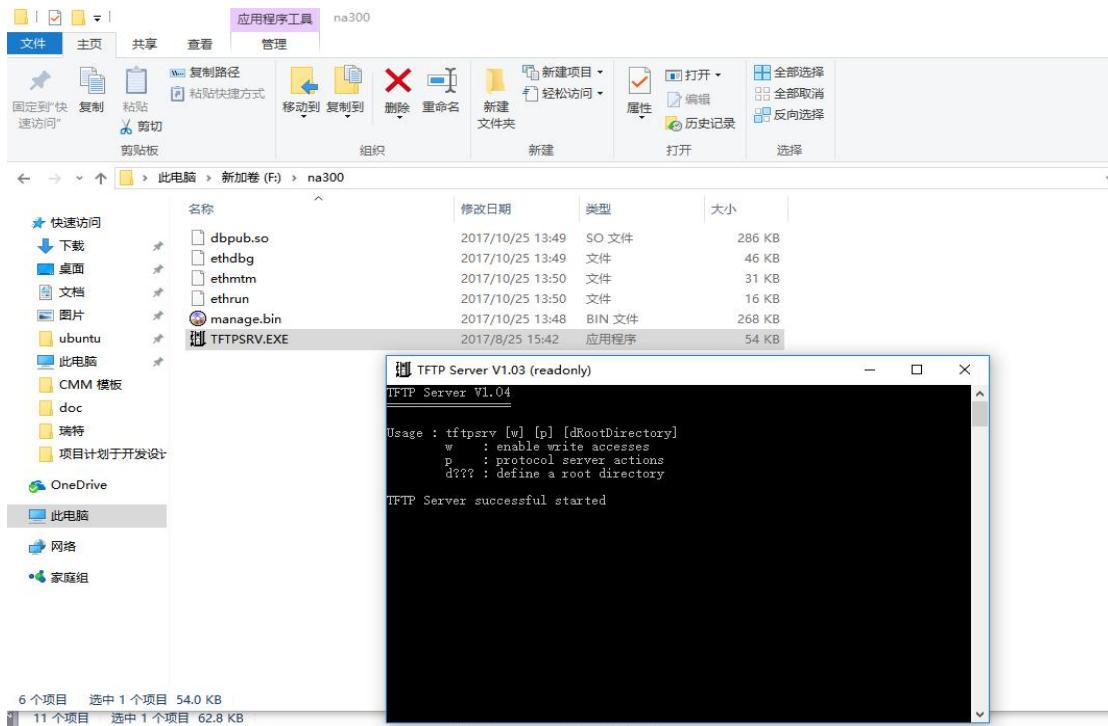 应用程序工具 na300
文件 主页 共享 查看 管理
固定到"快速访问"
复制
粘贴
复制路径
粘贴快捷方式
剪切
剪贴板
移动到 复制到 删除 重命名
组织
新建文件夹
新建项目
轻松访问
新建
属性
打开
编辑
历史记录
打开
全部选择
全部取消
反向选择
选择
此电脑 › 新加卷 (F:) › na300
快速访问
下载
桌面
文档
图片
ubuntu
此电脑
CMM 模板
doc
瑞特
项目计划于开发设计
OneDrive
此电脑
网络
家庭组
名称 修改日期 类型 大小
dbpub.so 2017/10/25 13:49 SO 文件 286 KB
ethdbg 2017/10/25 13:49 文件 46 KB
ethmtm 2017/10/25 13:50 文件 31 KB
ethrun 2017/10/25 13:50 文件 16 KB
manage.bin 2017/10/25 13:48 BIN 文件 268 KB
TFTPSRV.EXE 2017/8/25 15:42 应用程序 54 KB
TFTP Server V1.03 (readonly)
TFTP Server V1.04
Usage : tftpsrv [w] [p] [dRootDirectory]
w : enable write accesses
p : protocol server actions
d??? : define a root directory
TFTP Server successful started
6 个项目 选中 1 个项目 54.0 KB
11 个项目 选中 1 个项目 62.8 KB